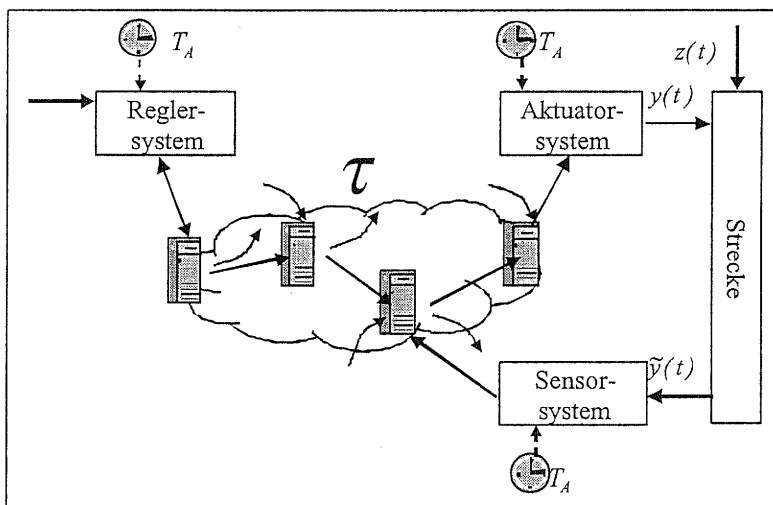 T_A
T_A
z(t)
Regler-
system
Aktuator-
system
y(t)
τ
Strecke
Sensor-
system
ỹ(t)
T_A